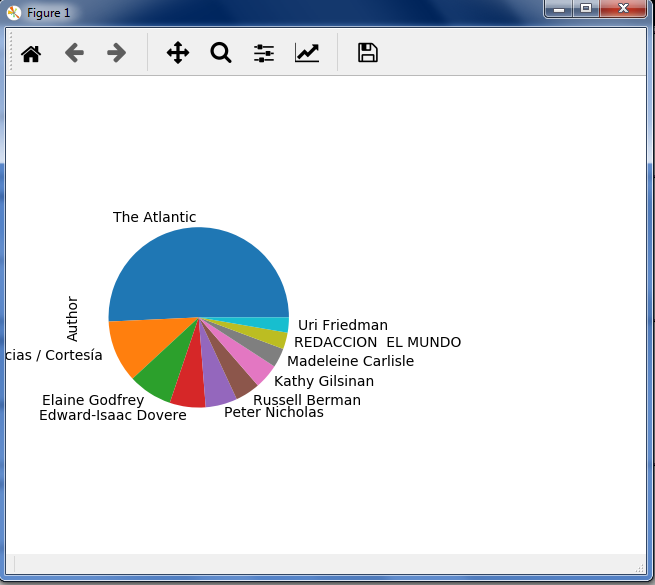 Figure 1
The Atlantic
Author
cias / Cortesía
Elaine Godfrey
Edward-Isaac Dovere
Peter Nicholas
Russell Berman
Kathy Gilsinan
Madeleine Carlisle
REDACCION  EL MUNDO
Uri Friedman